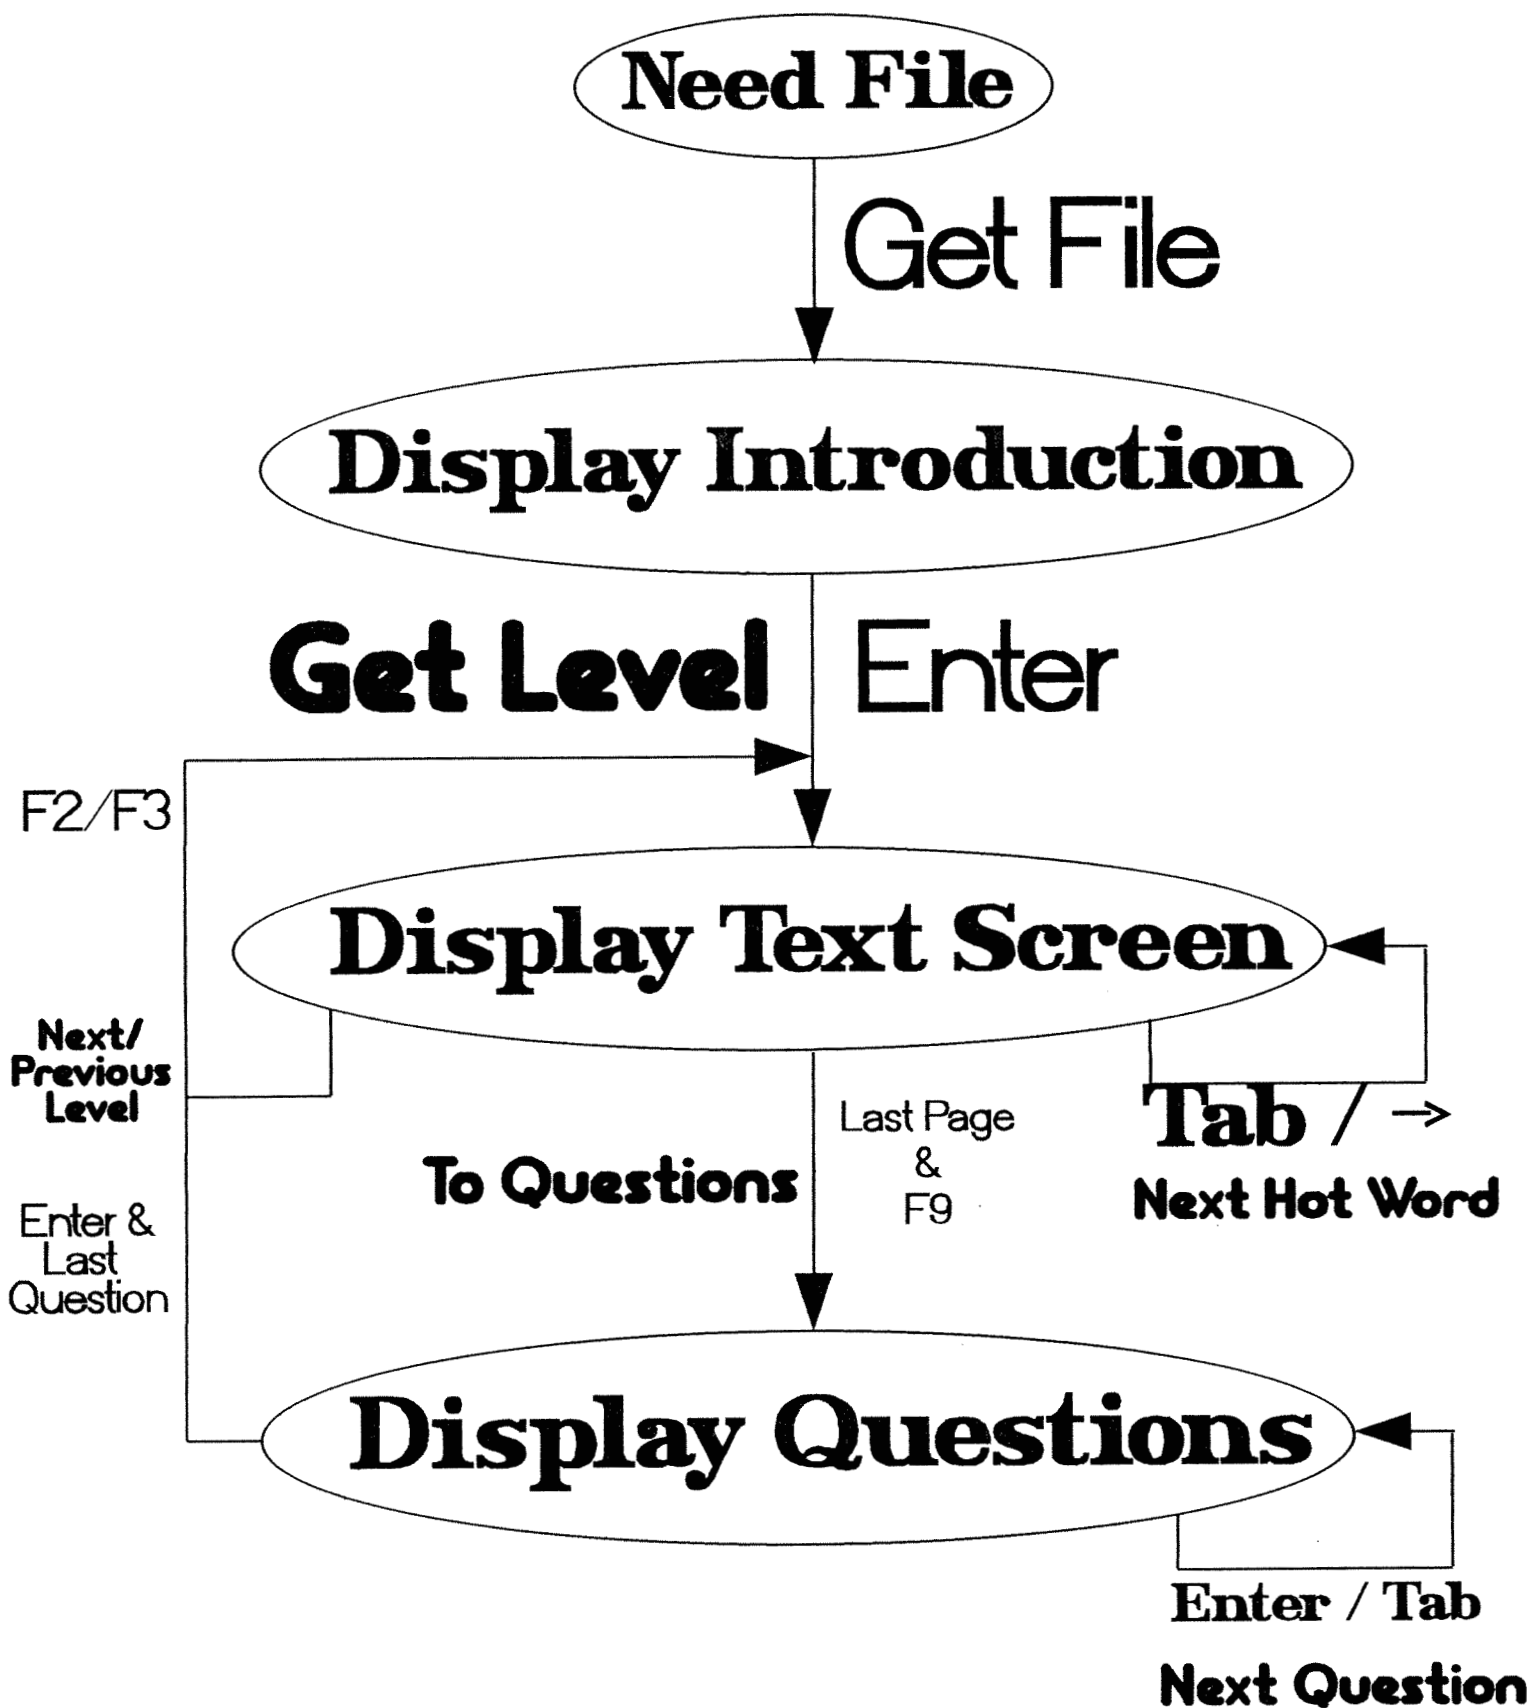 Need File
Get File
Display Introduction
Get Level Enter
F2/F3
Display Text Screen
Next/
Previous
Level
Last Page
&
F9
To Questions
Tab / →
Next Hot Word
Enter &
Last
Question
Display Questions
Enter / Tab
Next Question